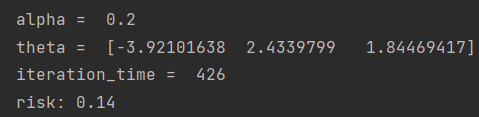 alpha =  0.2
theta =  [-3.92101638  2.4339799   1.84469417]
iteration_time =  426
risk: 0.14